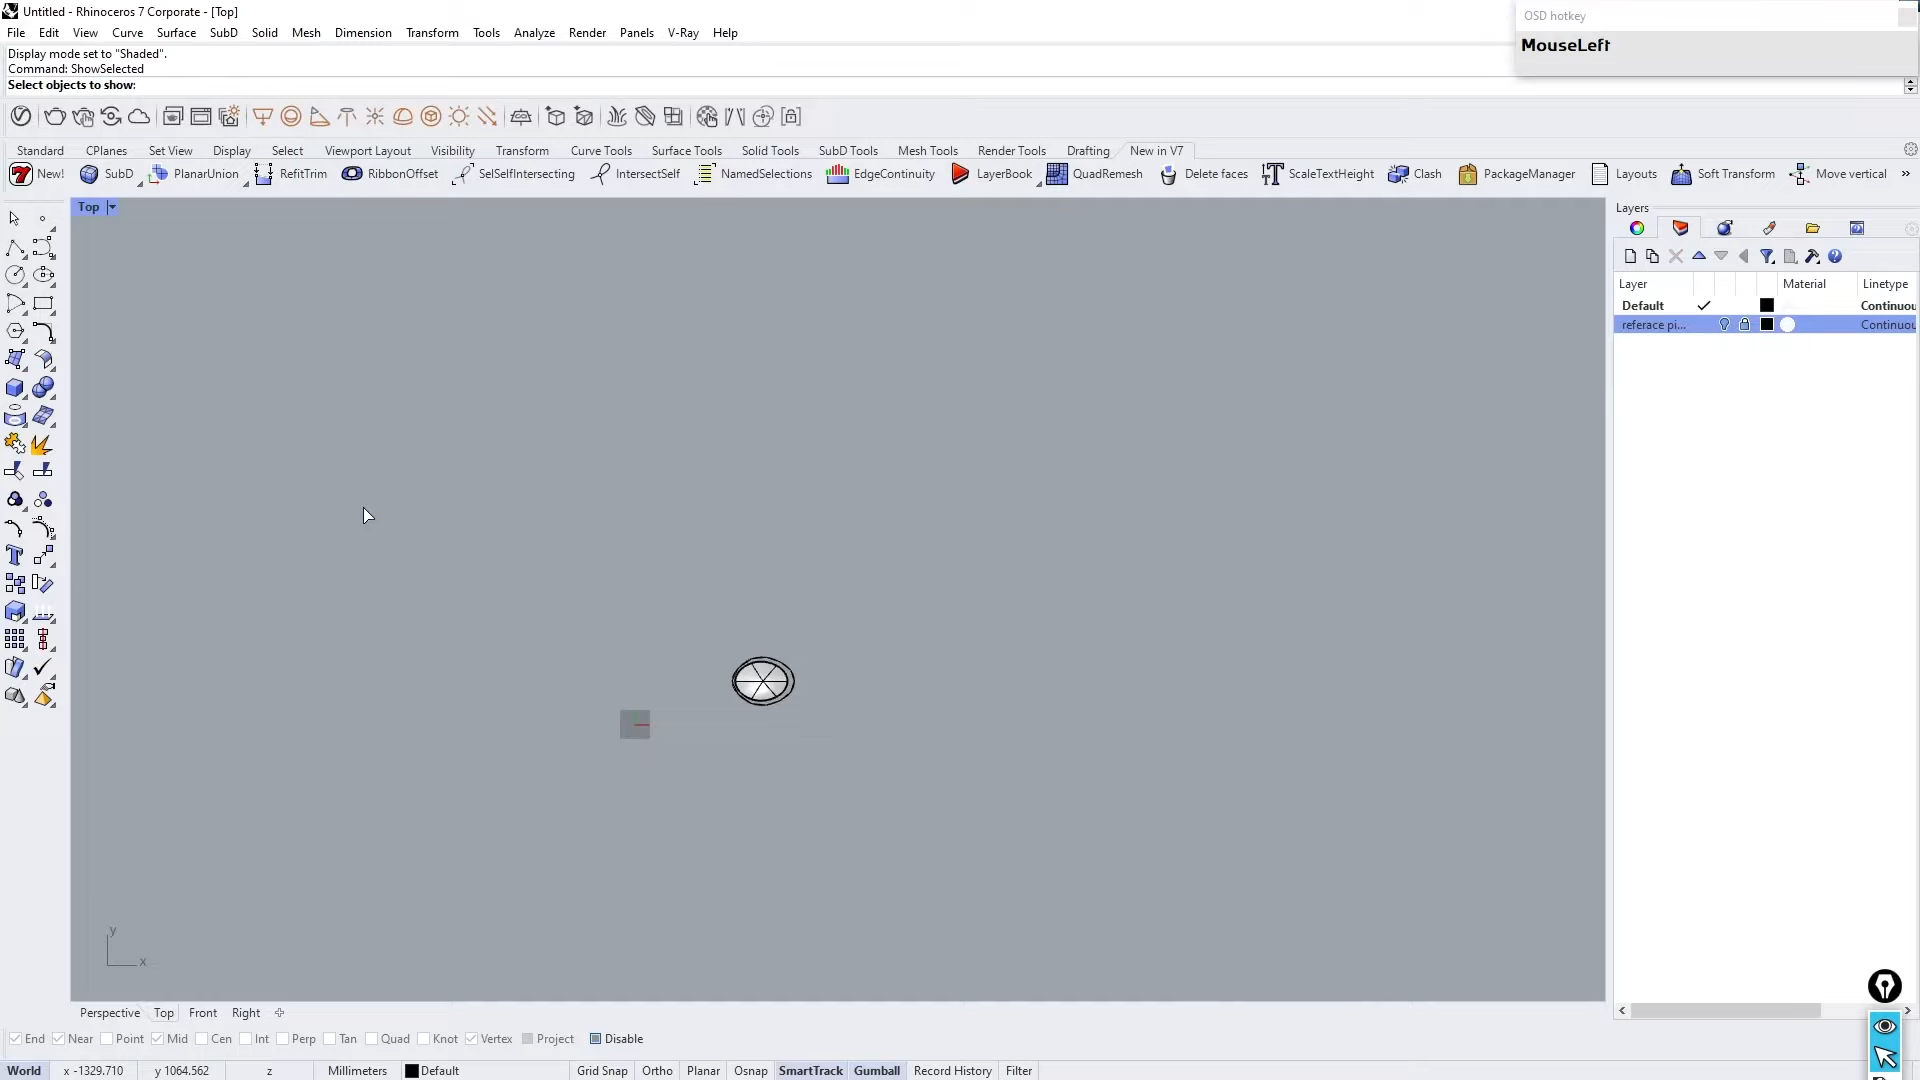 Untitled - Rhinoceros 7 Corporate - [Top]
OSD hotkey
File Edit View Curve Surface SubD Solid Mesh Dimension Transform Tools Analyze Render Panels V-Ray Help
MouseLeft
Display mode set to "Shaded".
Command: ShowSelected
Select objects to show:
Standard CPlanes Set View Display Select Viewport Layout Visibility Transform Curve Tools Surface Tools Solid Tools SubD Tools Mesh Tools Render Tools Drafting New in V7
New! SubD PlanarUnion RefitTrim RibbonOffset SelSelfIntersecting IntersectSelf NamedSelections EdgeContinuity LayerBook QuadRemesh Delete faces ScaleTextHeight Clash PackageManager Layouts Soft Transform Move vertical »
Top
Layers
Layer Material Linetype
Default Continuou
referace pi... Continuou
y
x
Perspective Top Front Right
End Near Point Mid Cen Int Perp Tan Quad Knot Vertex Project Disable
World x -1329.710 y 1064.562 z Millimeters Default Grid Snap Ortho Planar Osnap SmartTrack Gumball Record History Filter